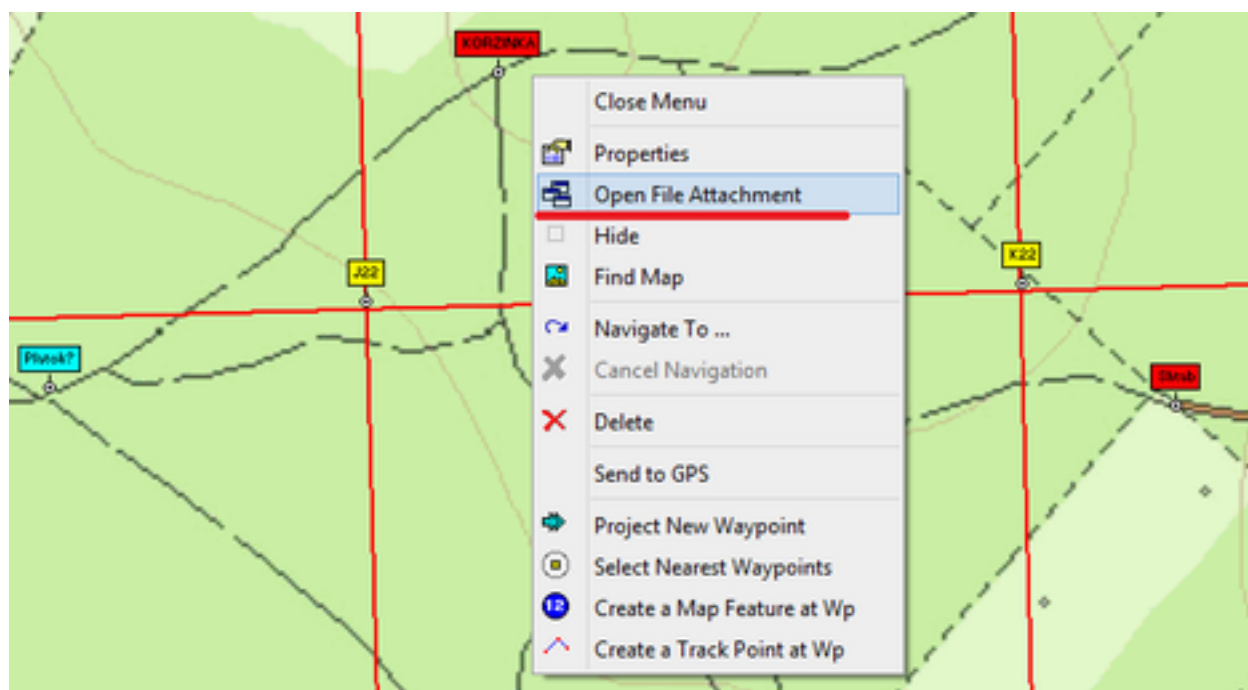 KORZINKA
Close Menu
Properties
Open File Attachment
Hide
J22
K22
Find Map
Navigate To ...
Cancel Navigation
Delete
Send to GPS
Project New Waypoint
Select Nearest Waypoints
12
Create a Map Feature at Wp
Create a Track Point at Wp